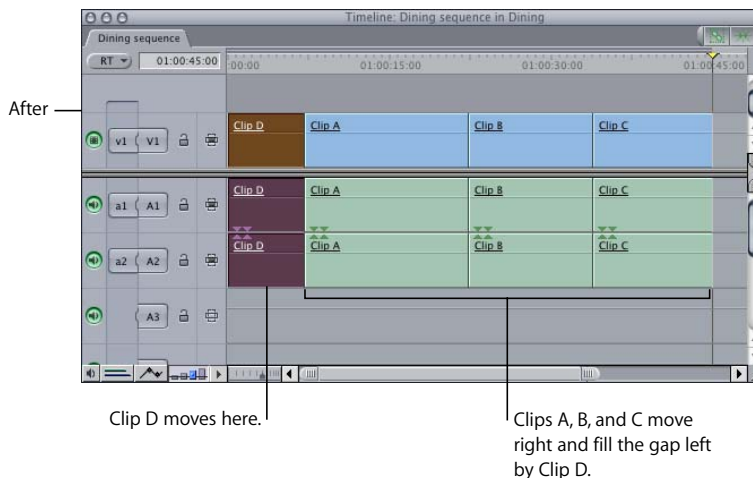 Timeline: Dining sequence in Dining
Dining sequence
RT 01:00:45:00 :00:00 01:00:15:00 01:00:30:00 01:00:45:00
After
v1 V1 Clip D Clip A Clip B Clip C
a1 A1 Clip D Clip A Clip B Clip C
a2 A2 Clip D Clip A Clip B Clip C
A3
Clip D moves here.
Clips A, B, and C move
right and fill the gap left
by Clip D.